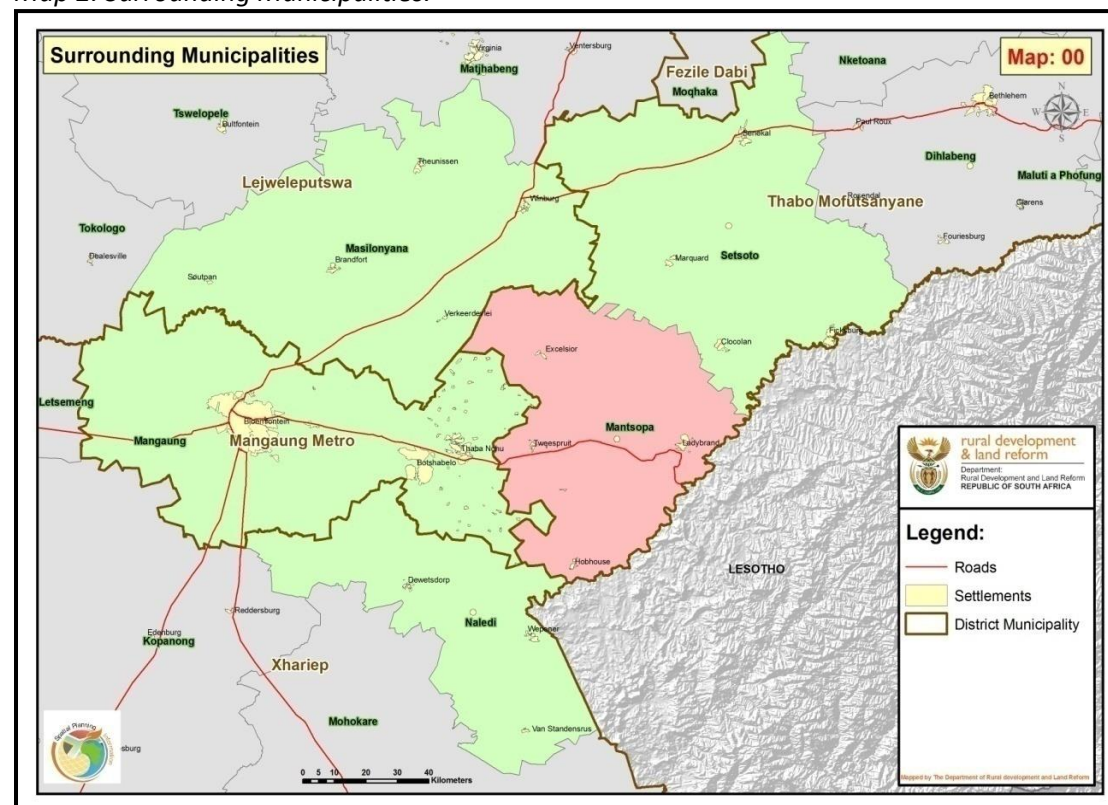 Map 1: Surrounding Municipalities.
Surrounding Municipalities
Map: 00
Virginia
Ventersburg
Matjhabeng
Nketoana
Fezile Dabi
Moqhaka
Bethlehem
N
W
E
S
Tswelopele
Bultfontein
Senekal
Paul Roux
Dihlabeng
Theunissen
Maluti a Phofung
Lejweleputswa
Winburg
Rosendal
Thabo Mofutsanyane
Clarens
Tokologo
Dealesville
Masilonyana
Brandfort
Fouriesburg
Setsoto
Marquard
Soutpan
Verkeerdevlei
Ficksburg
Clocolan
Excelsior
Letsemeng
Bloemfontein
Mangaung
Mangaung Metro
Mantsopa
Tweespruit
Ladybrand
Thaba Nchu
Botshabelo
rural development
& land reform
Department:
Rural Development and Land Reform
REPUBLIC OF SOUTH AFRICA
Legend:
Roads
Settlements
District Municipality
Hobhouse
LESOTHO
Dewetsdorp
Reddersburg
Naledi
Edenburg
Kopanong
Wepener
Xhariep
Mohokare
Van Standensrus
Spatial Planning
sburg
0 5 10 20 30 40
Kilometers
Mapped by The Department of Rural development and Land Reform